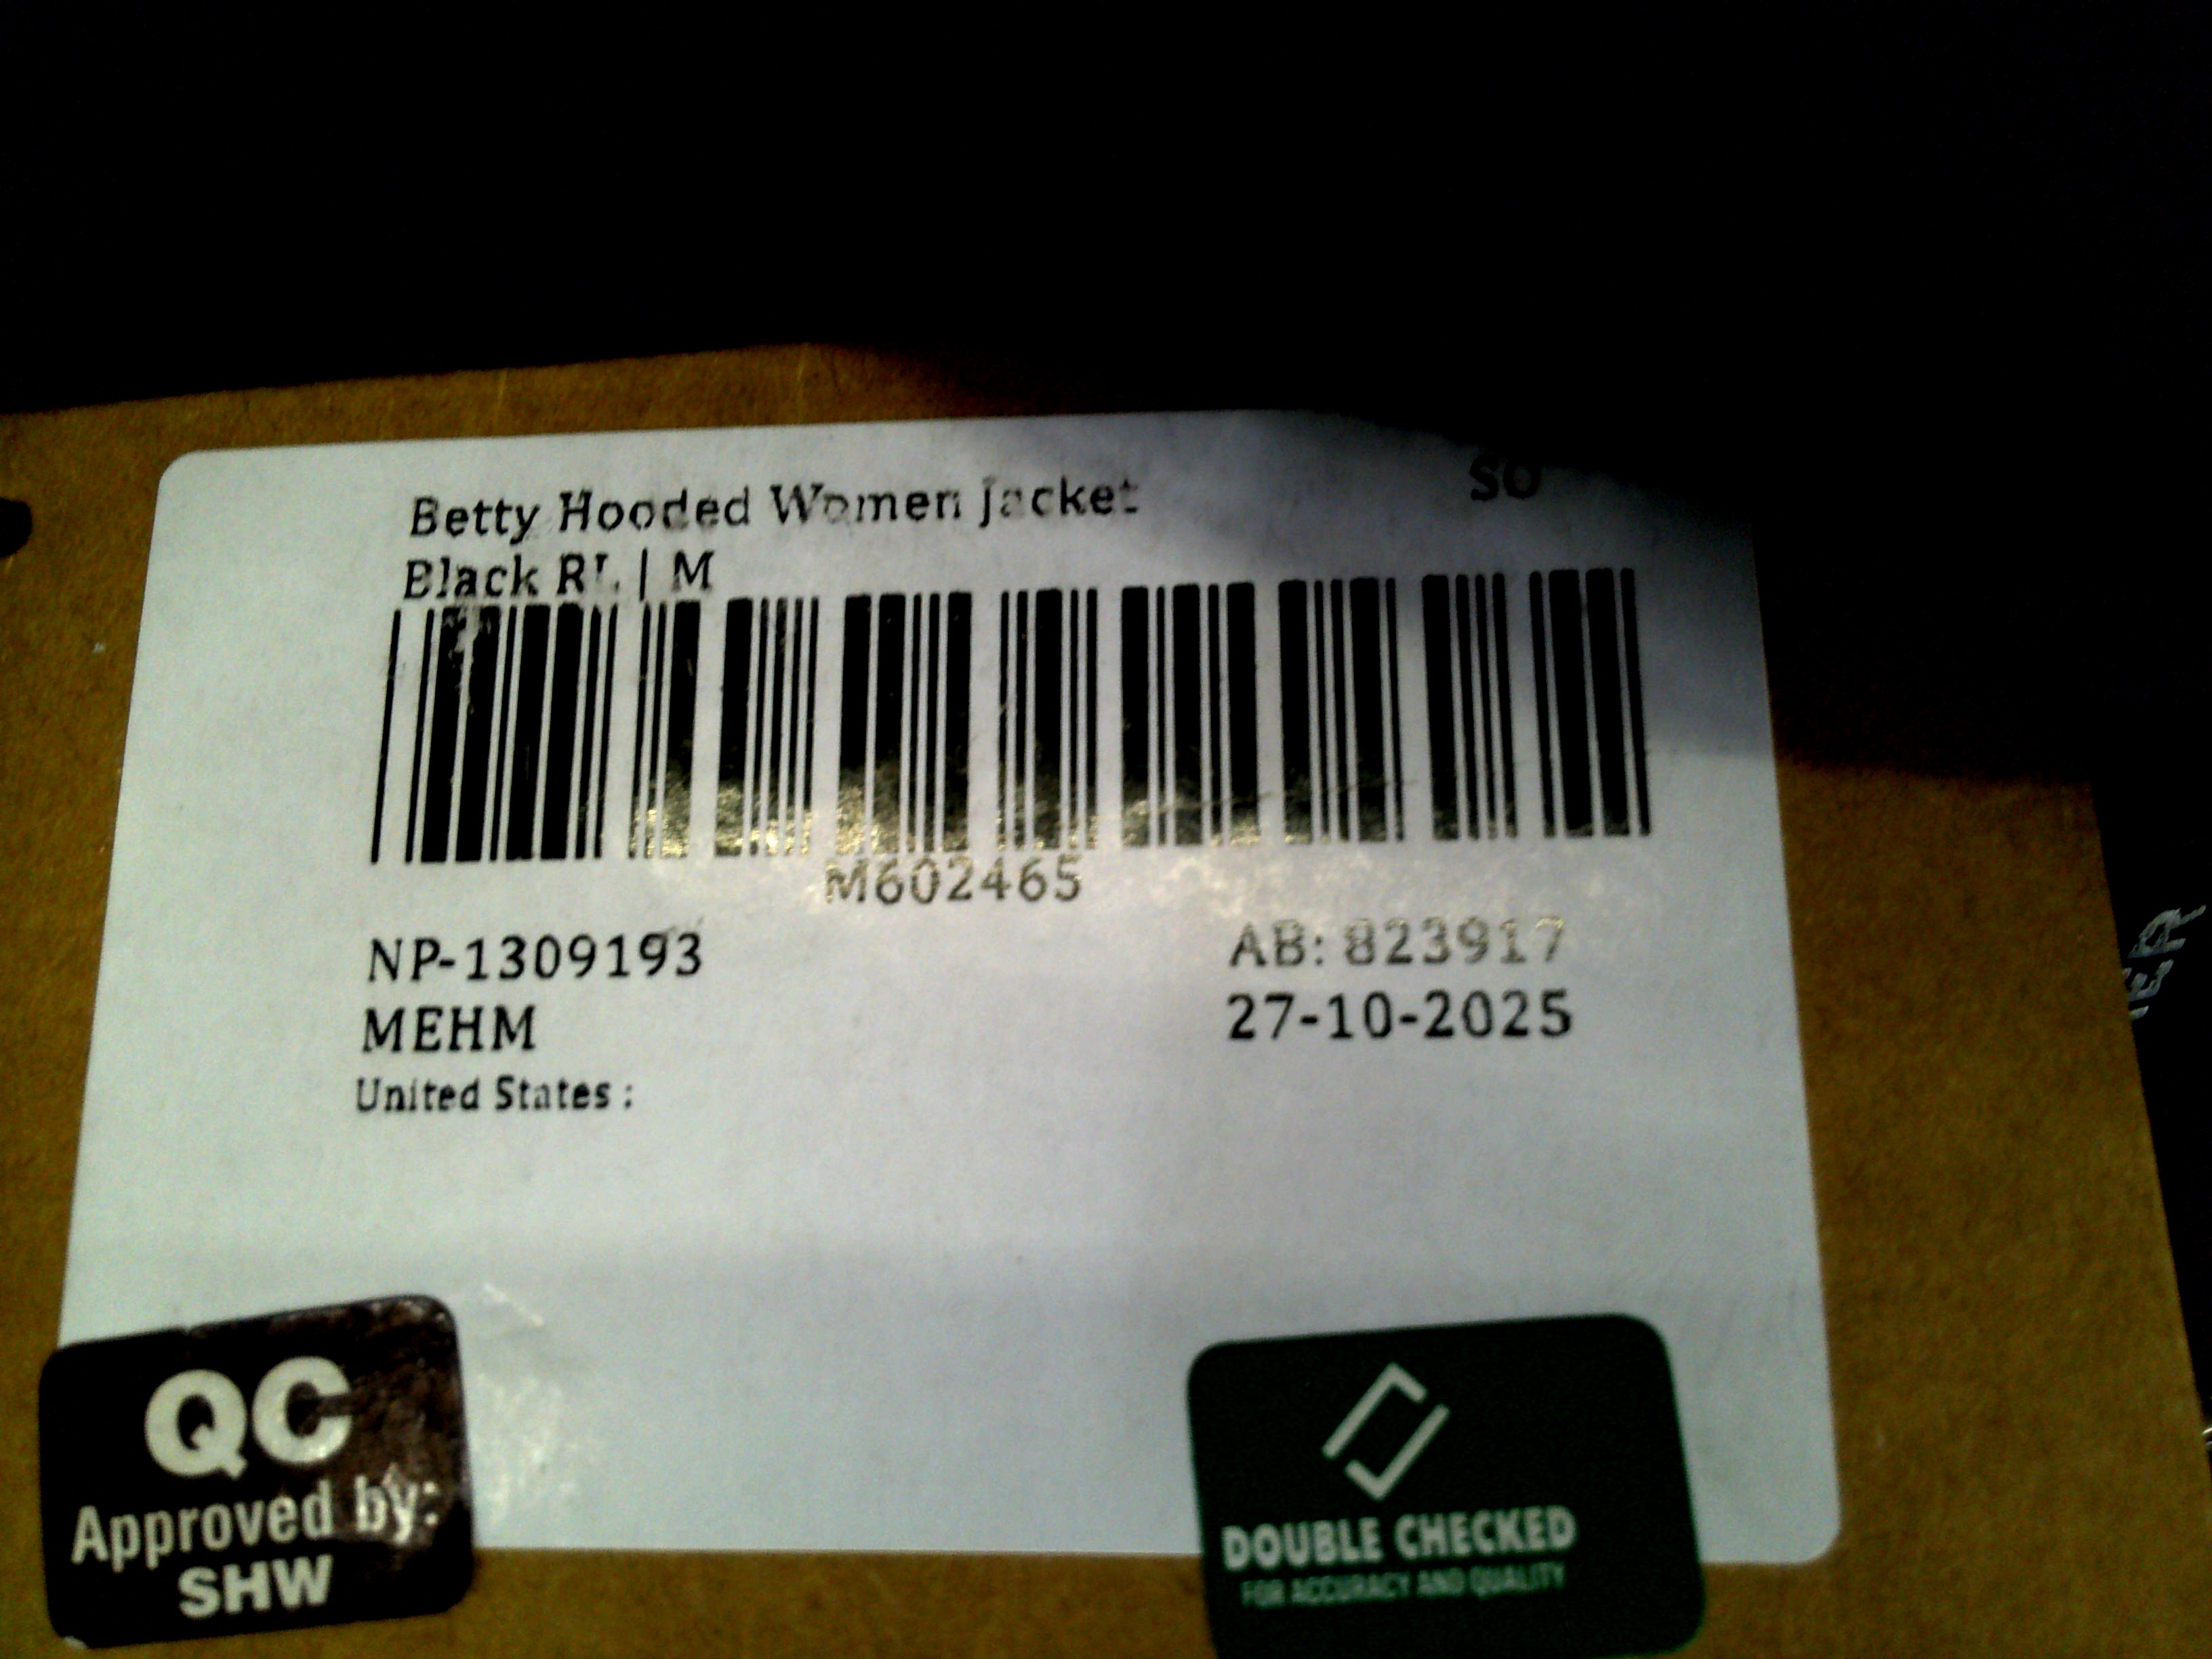 Betty Hooded Women Jacket
SO
Black RL | M
M602465
NP-1309193
AB: 823917
MEHM
27-10-2025
United States :
QC
Approved by:
SHW
DOUBLE CHECKED
FOR ACCURACY AND QUALITY